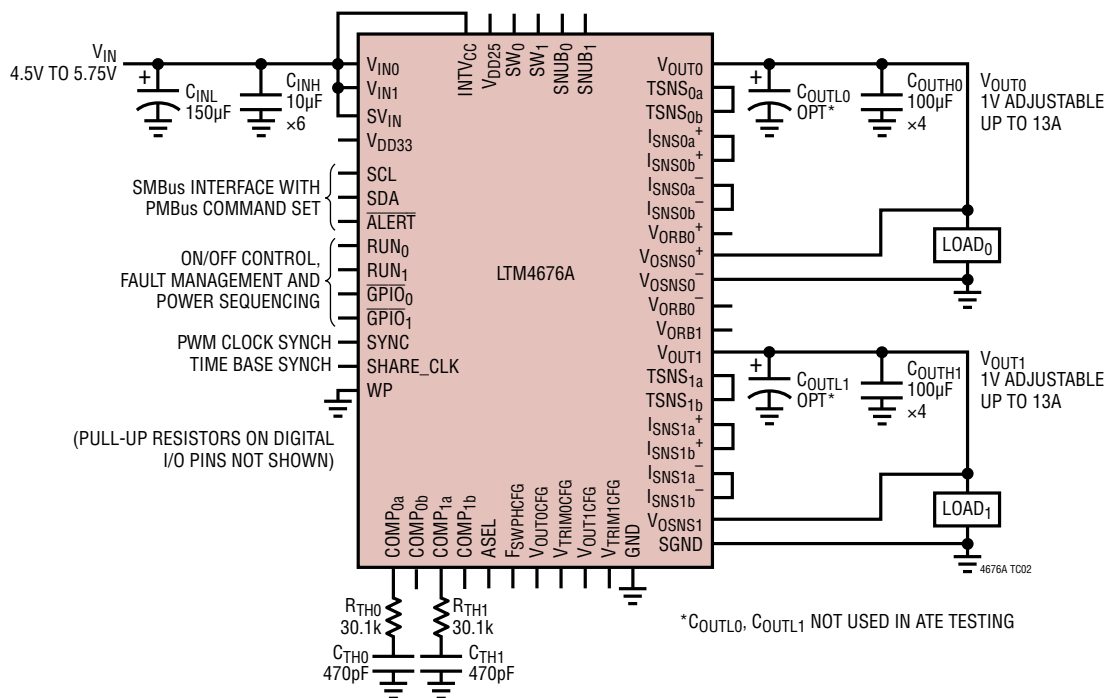 VIN
4.5V TO 5.75V
CINL
150µF
CINH
10µF
×6
+
INTVCC
VDD25
SW0
SW1
SNUB0
SNUB1
VIN0
VIN1
SVIN
VDD33
SCL
SDA
ALERT
RUN0
RUN1
GPIO0
GPIO1
SYNC
SHARE_CLK
WP
SMBus INTERFACE WITH
PMBus COMMAND SET
ON/OFF CONTROL,
FAULT MANAGEMENT AND
POWER SEQUENCING
PWM CLOCK SYNCH
TIME BASE SYNCH
(PULL-UP RESISTORS ON DIGITAL
I/O PINS NOT SHOWN)
LTM4676A
VOUT0
TSNS0a
TSNS0b
ISNS0a+
ISNS0b+
ISNS0a–
ISNS0b–
VORB0+
VOSNS0+
VOSNS0–
VORB0–
VORB1
VOUT1
TSNS1a
TSNS1b
ISNS1a+
ISNS1b+
ISNS1a–
ISNS1b–
VOSNS1
SGND
+
COUTL0
OPT*
COUTH0
100µF
×4
VOUT0
1V ADJUSTABLE
UP TO 13A
LOAD0
+
COUTL1
OPT*
COUTH1
100µF
×4
VOUT1
1V ADJUSTABLE
UP TO 13A
LOAD1
4676A TC02
COMP0a
COMP0b
COMP1a
COMP1b
ASEL
FSWPHCFG
VOUT0CFG
VTRIM0CFG
VOUT1CFG
VTRIM1CFG
GND
RTH0
30.1k
RTH1
30.1k
CTH0
470pF
CTH1
470pF
*COUTL0, COUTL1 NOT USED IN ATE TESTING